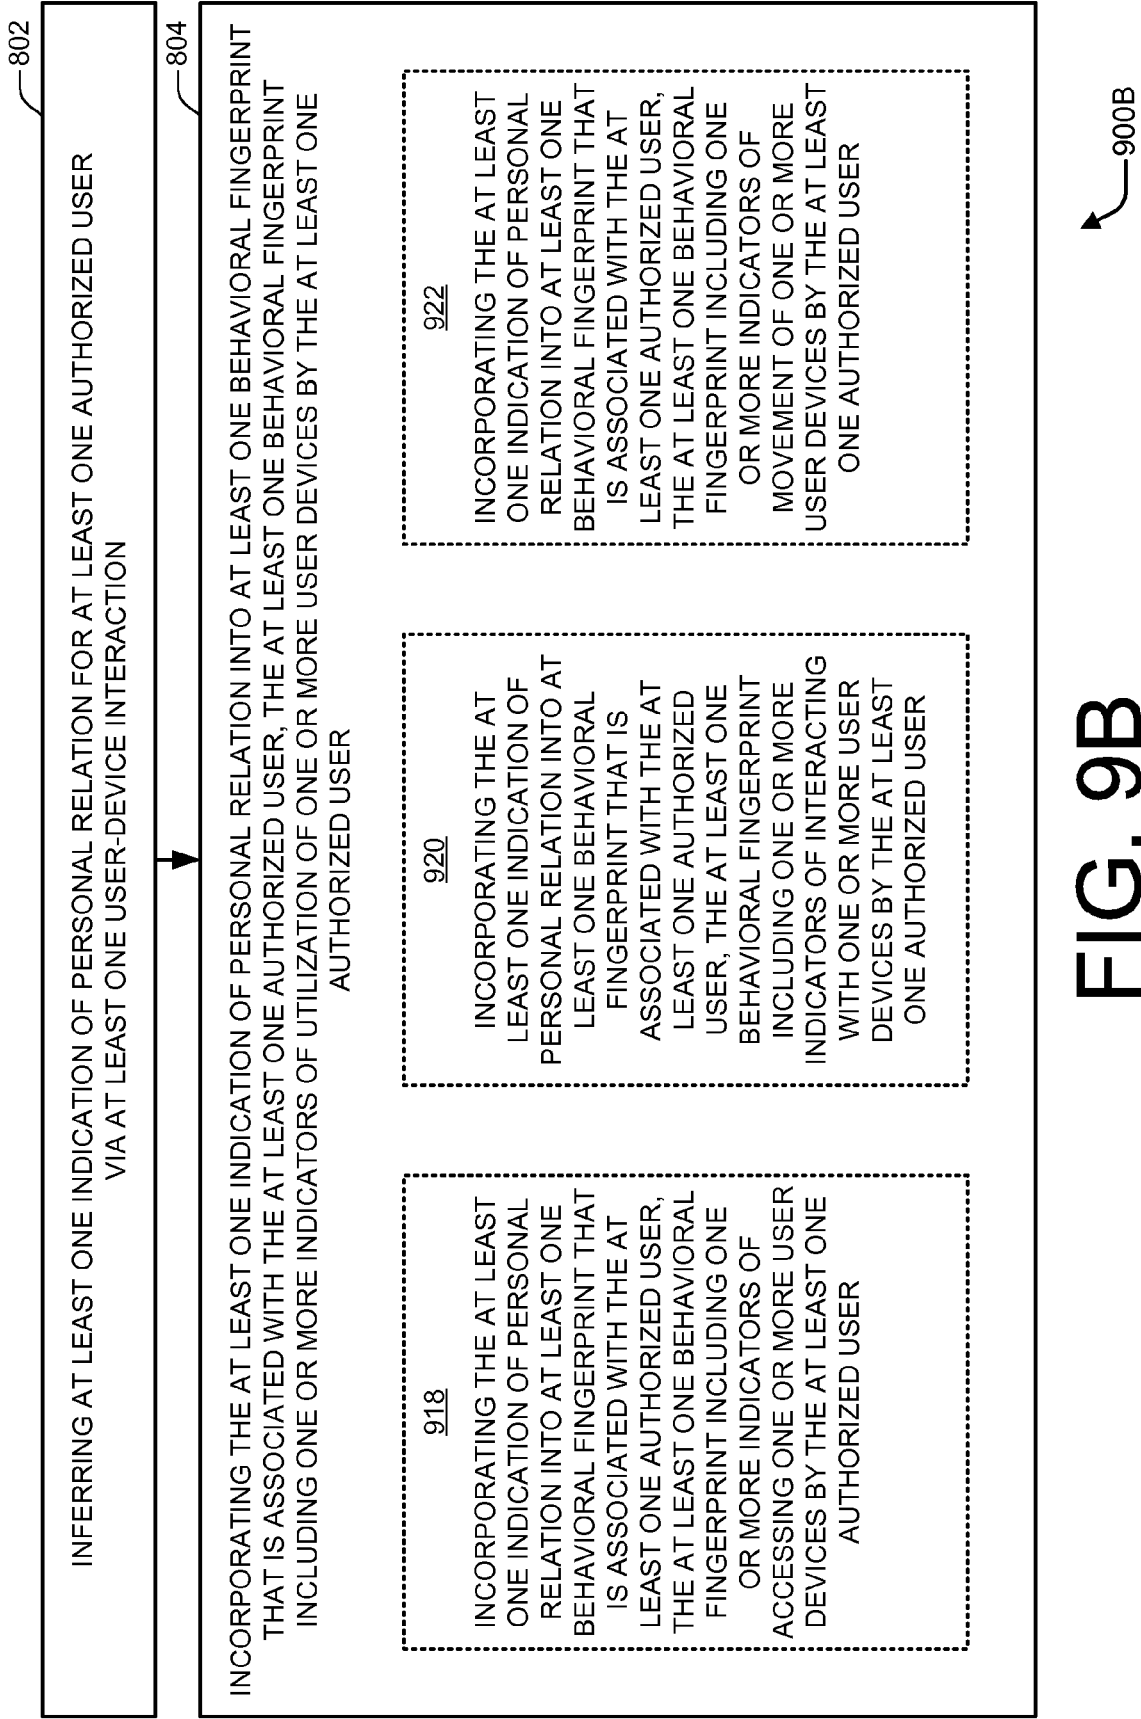 802
INFERRING AT LEAST ONE INDICATION OF PERSONAL RELATION FOR AT LEAST ONE AUTHORIZED USER
VIA AT LEAST ONE USER-DEVICE INTERACTION
804
INCORPORATING THE AT LEAST ONE INDICATION OF PERSONAL RELATION INTO AT LEAST ONE BEHAVIORAL FINGERPRINT
THAT IS ASSOCIATED WITH THE AT LEAST ONE AUTHORIZED USER, THE AT LEAST ONE BEHAVIORAL FINGERPRINT
INCLUDING ONE OR MORE INDICATORS OF UTILIZATION OF ONE OR MORE USER DEVICES BY THE AT LEAST ONE
AUTHORIZED USER
918
INCORPORATING THE AT LEAST
ONE INDICATION OF PERSONAL
RELATION INTO AT LEAST ONE
BEHAVIORAL FINGERPRINT THAT
IS ASSOCIATED WITH THE AT
LEAST ONE AUTHORIZED USER,
THE AT LEAST ONE BEHAVIORAL
FINGERPRINT INCLUDING ONE
OR MORE INDICATORS OF
ACCESSING ONE OR MORE USER
DEVICES BY THE AT LEAST ONE
AUTHORIZED USER
920
INCORPORATING THE AT
LEAST ONE INDICATION OF
PERSONAL RELATION INTO AT
LEAST ONE BEHAVIORAL
FINGERPRINT THAT IS
ASSOCIATED WITH THE AT
LEAST ONE AUTHORIZED
USER, THE AT LEAST ONE
BEHAVIORAL FINGERPRINT
INCLUDING ONE OR MORE
INDICATORS OF INTERACTING
WITH ONE OR MORE USER
DEVICES BY THE AT LEAST
ONE AUTHORIZED USER
922
INCORPORATING THE AT LEAST
ONE INDICATION OF PERSONAL
RELATION INTO AT LEAST ONE
BEHAVIORAL FINGERPRINT THAT
IS ASSOCIATED WITH THE AT
LEAST ONE AUTHORIZED USER,
THE AT LEAST ONE BEHAVIORAL
FINGERPRINT INCLUDING ONE
OR MORE INDICATORS OF
MOVEMENT OF ONE OR MORE
USER DEVICES BY THE AT LEAST
ONE AUTHORIZED USER
900B
FIG. 9B